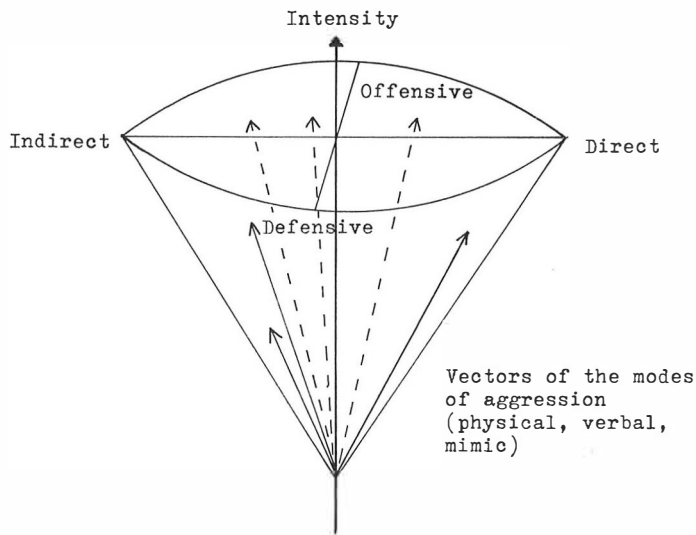 Intensity
Offensive
Indirect
Direct
Defensive
Vectors of the modes
of aggression
(physical, verbal,
mimic)